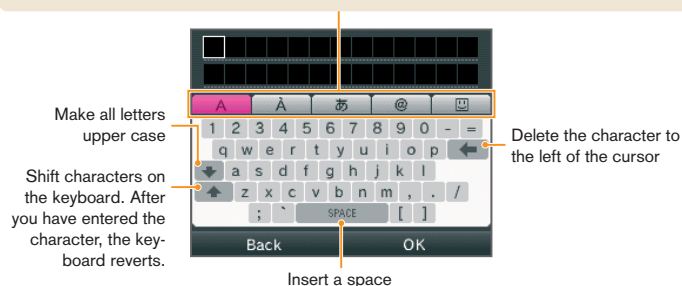 A À あ @
1 2 3 4 5 6 7 8 9 0 - =
q w e r t y u i o p
a s d f g h j k l
z x c v b n m , . /
; ` SPACE [ ]
Back OK
Make all letters
upper case
Shift characters on
the keyboard. After
you have entered the
character, the key-
board reverts.
Delete the character to
the left of the cursor
Insert a space